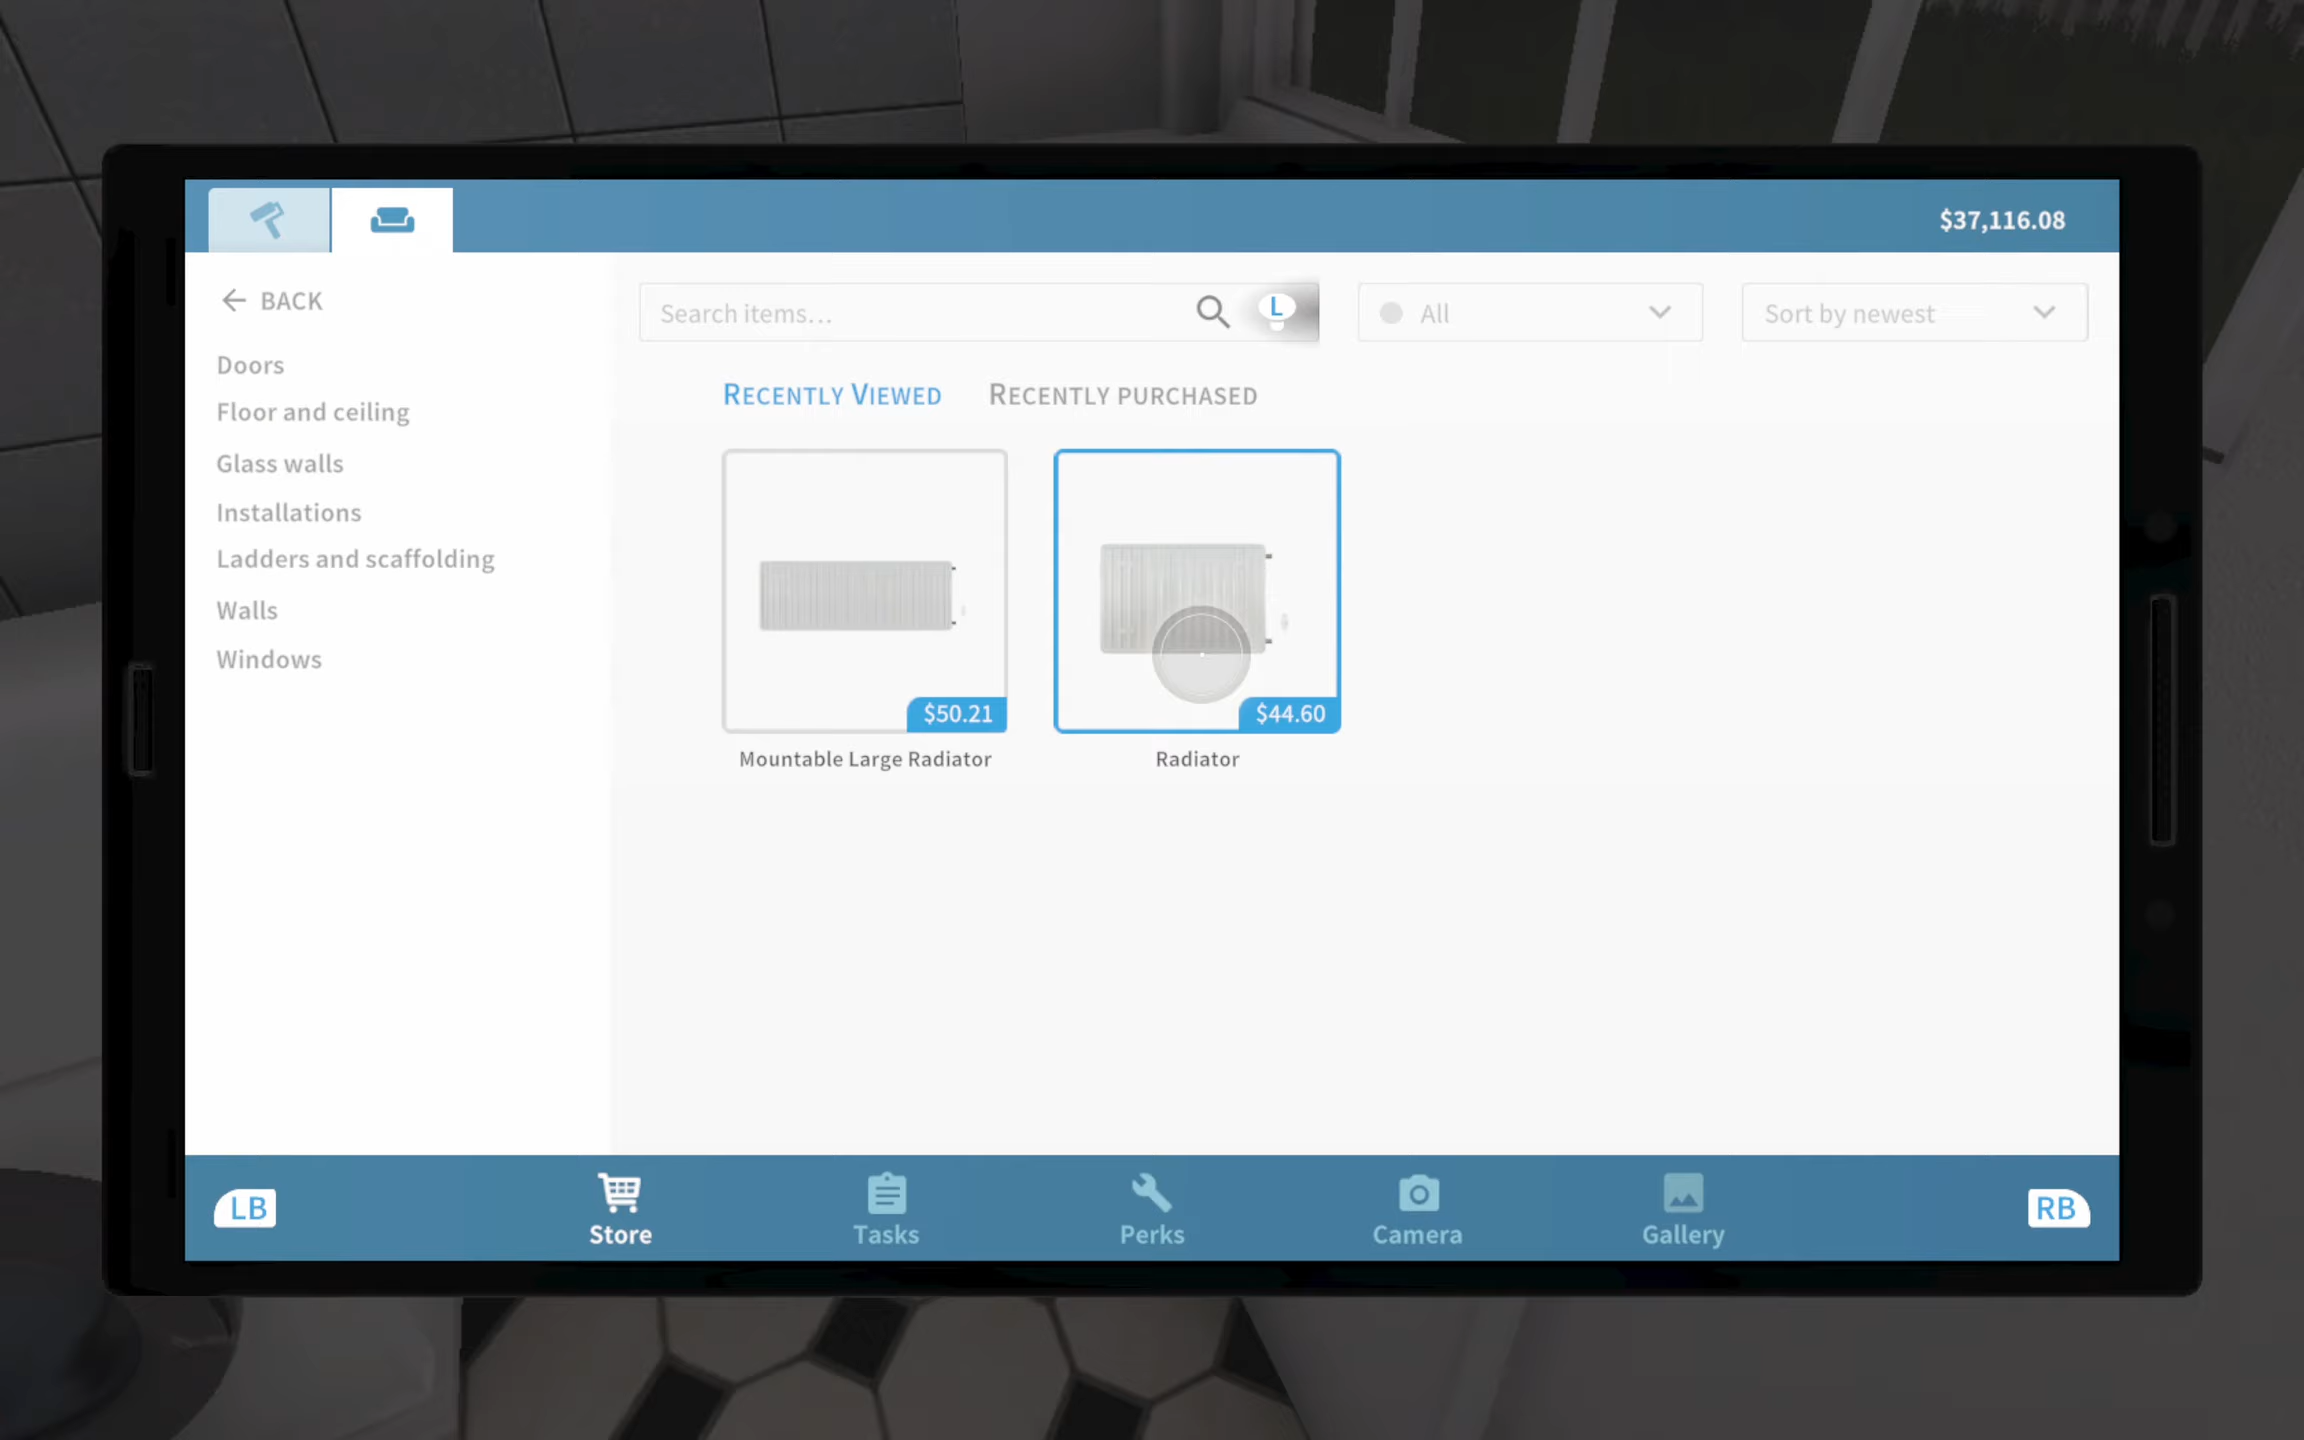 $37,116.08
BACK
Search items...
L
All
Sort by newest
Doors
Floor and ceiling
Glass walls
Installations
Ladders and scaffolding
Walls
Windows
RECENTLY VIEWED
RECENTLY PURCHASED
$50.21
$44.60
Mountable Large Radiator
Radiator
LB
Store
Tasks
Perks
Camera
Gallery
RB